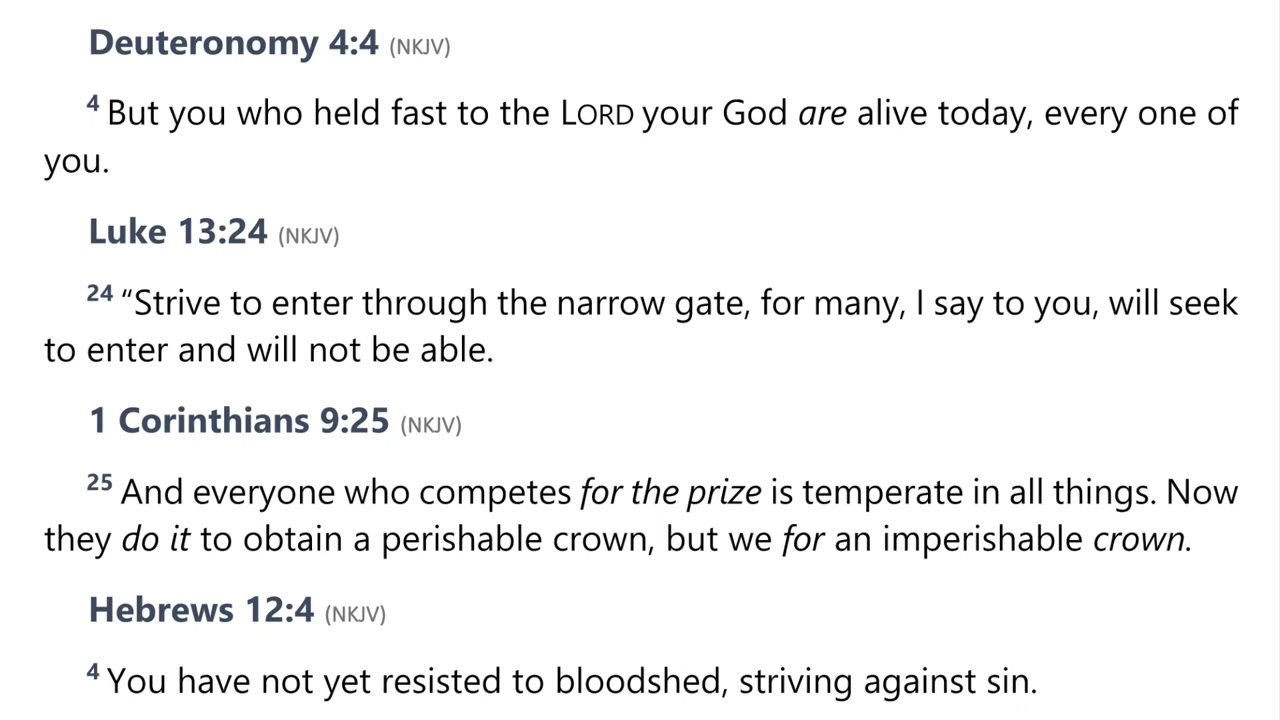 Deuteronomy 4:4 (NKJV)
4 But you who held fast to the LORD your God are alive today, every one of
you.
Luke 13:24 (NKJV)
24 “Strive to enter through the narrow gate, for many, I say to you, will seek
to enter and will not be able.
1 Corinthians 9:25 (NKJV)
25 And everyone who competes for the prize is temperate in all things. Now
they do it to obtain a perishable crown, but we for an imperishable crown.
Hebrews 12:4 (NKJV)
4 You have not yet resisted to bloodshed, striving against sin.